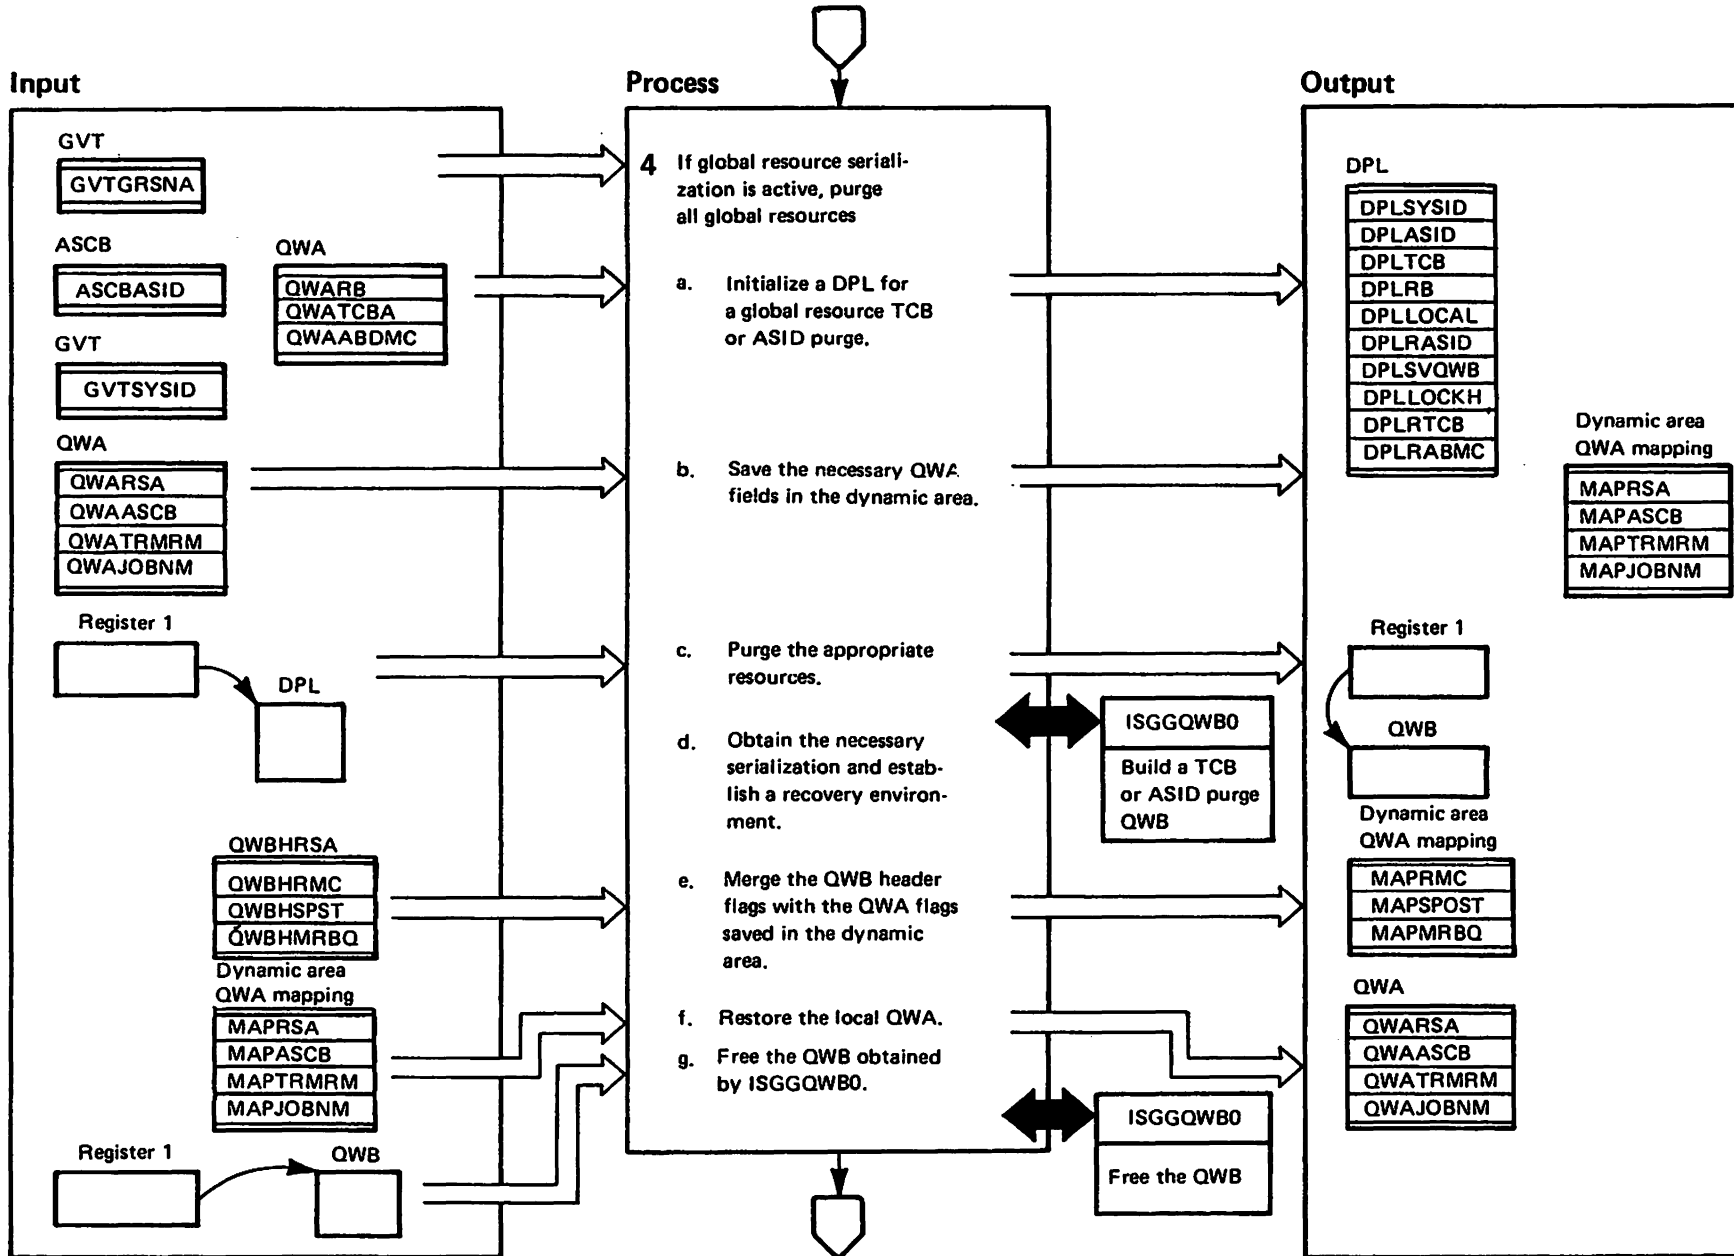 Input
GVT
GVTGRSNA
ASCB
ASCBASID
QWA
QWARB
QWATCBA
QWAABDMC
GVT
GVTSYSID
QWA
QWARSA
QWAASCB
QWATRMRM
QWAJOBNM
Register 1
DPL
QWBHRSA
QWBHRMC
QWBHSPST
QWBHMRBQ
Dynamic area
QWA mapping
MAPRSA
MAPASCB
MAPTRMRM
MAPJOBNM
Register 1
QWB
Process
4 If global resource seriali-
zation is active, purge
all global resources
a. Initialize a DPL for
a global resource TCB
or ASID purge.
b. Save the necessary QWA
fields in the dynamic area.
c. Purge the appropriate
resources.
d. Obtain the necessary
serialization and estab-
lish a recovery environ-
ment.
e. Merge the QWB header
flags with the QWA flags
saved in the dynamic
area.
f. Restore the local QWA.
g. Free the QWB obtained
by ISGGQWB0.
ISGGQWB0
Build a TCB
or ASID purge
QWB
ISGGQWB0
Free the QWB
Output
DPL
DPLSYSID
DPLASID
DPLTCB
DPLRB
DPLLOCAL
DPLRASID
DPLSVQWB
DPLLOCKH
DPLRTCB
DPLRABMC
Dynamic area
QWA mapping
MAPRSA
MAPASCB
MAPTRMRM
MAPJOBNM
Register 1
QWB
Dynamic area
QWA mapping
MAPRMC
MAPSPOST
MAPMRBQ
QWA
QWARSA
QWAASCB
QWATRMRM
QWAJOBNM